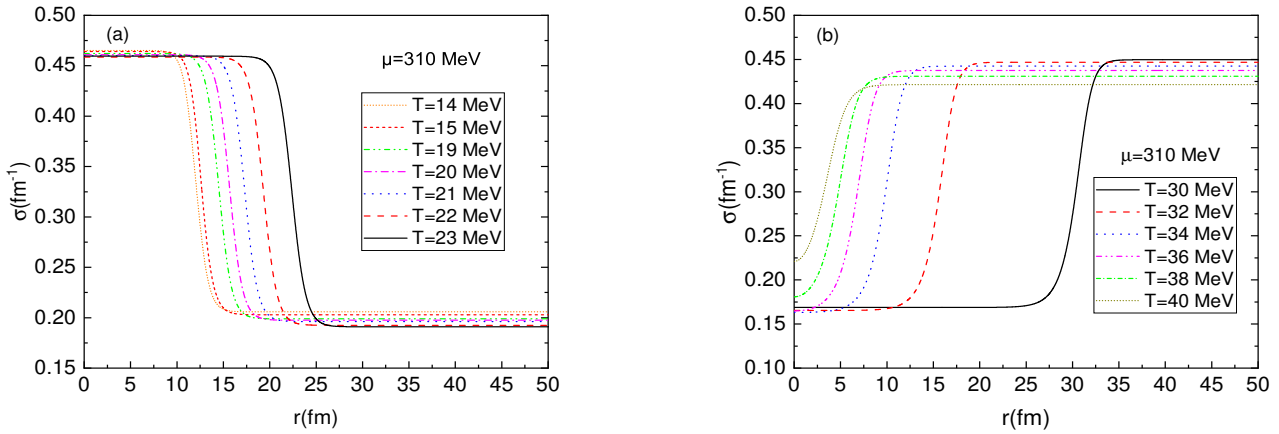 (a)
μ=310 MeV
T=14 MeV
T=15 MeV
T=19 MeV
T=20 MeV
T=21 MeV
T=22 MeV
T=23 MeV
0.50
0.45
0.40
0.35
0.30
0.25
0.20
0.15
σ(fm⁻¹)
0 5 10 15 20 25 30 35 40 45 50
r(fm)
(b)
μ=310 MeV
T=30 MeV
T=32 MeV
T=34 MeV
T=36 MeV
T=38 MeV
T=40 MeV
0.50
0.45
0.40
0.35
0.30
0.25
0.20
0.15
0.10
σ(fm⁻¹)
0 5 10 15 20 25 30 35 40 45 50
r(fm)